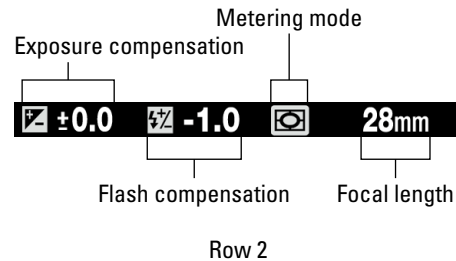 Metering mode
Exposure compensation
±0.0 -1.0 28mm
Flash compensation Focal length
Row 2